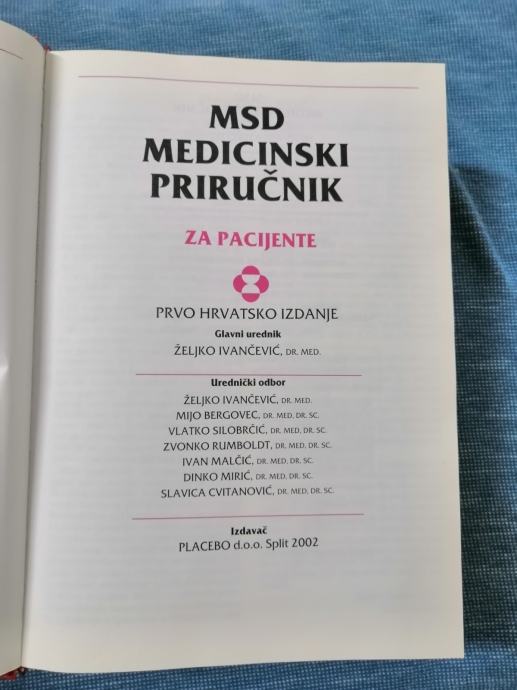 MSD
MEDICINSKI
PRIRUČNIK
ZA PACIJENTE
PRVO HRVATSKO IZDANJE
Glavni urednik
ŽELJKO IVANČEVIĆ, DR. MED.
Urednički odbor
ŽELJKO IVANČEVIĆ, DR. MED.
MIJO BERGOVEC, DR. MED, DR. SC.
VLATKO SILOBRČIĆ, DR. MED, DR. SC.
ZVONKO RUMBOLDT, DR. MED, DR. SC.
IVAN MALČIĆ, DR. MED, DR. SC.
DINKO MIRIĆ, DR. MED, DR. SC.
SLAVICA CVITANOVIĆ, DR. MED, DR. SC.
Izdavač
PLACEBO d.o.o. Split 2002